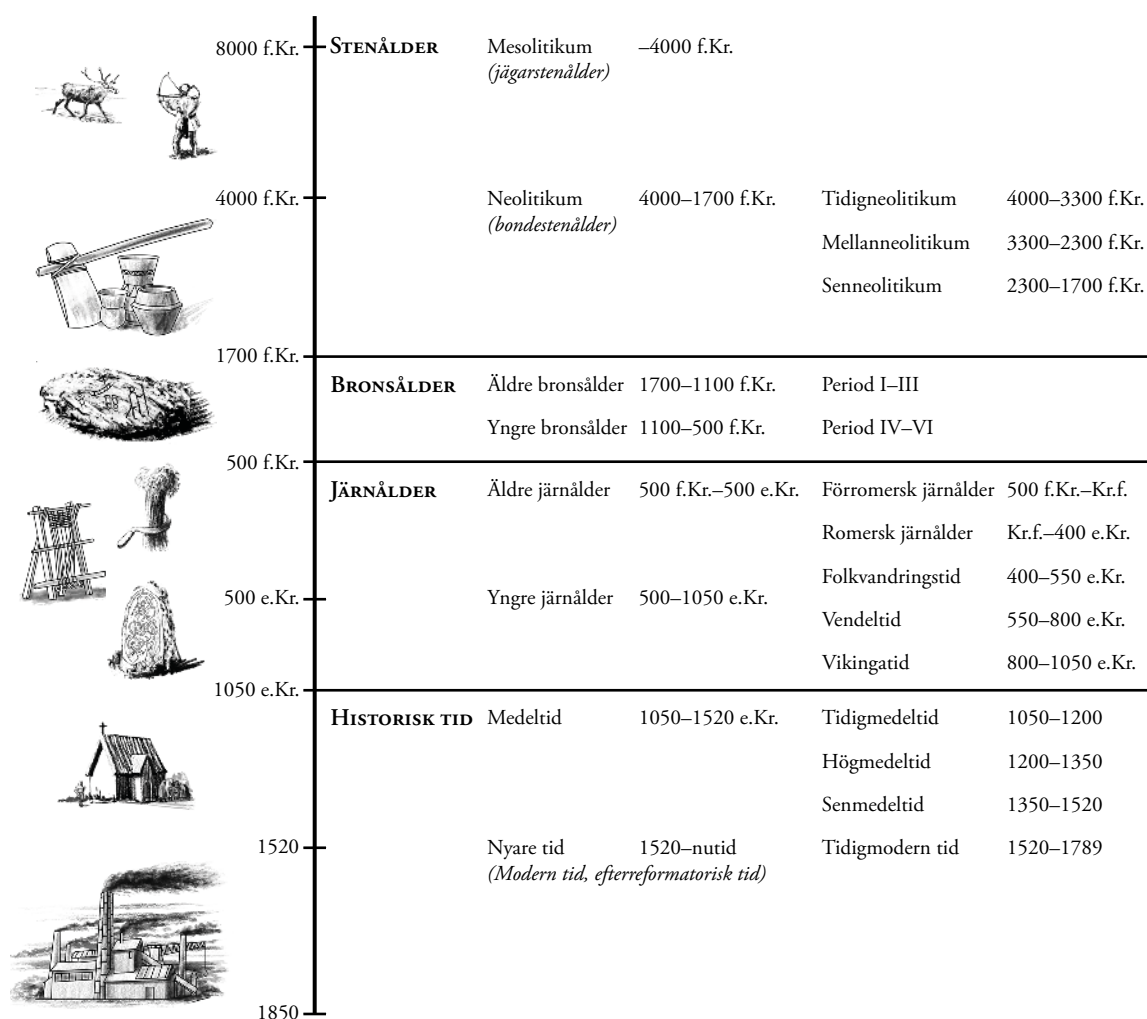 8000 f.Kr. STENÅLDER Mesolitikum –4000 f.Kr.
(jägarstenålder)
4000 f.Kr. Neolitikum 4000–1700 f.Kr. Tidigneolitikum 4000–3300 f.Kr.
(bondestenålder)
Mellanneolitikum 3300–2300 f.Kr.
Senneolitikum 2300–1700 f.Kr.
1700 f.Kr.
BRONSÅLDER Äldre bronsålder 1700–1100 f.Kr. Period I–III
Yngre bronsålder 1100–500 f.Kr. Period IV–VI
500 f.Kr.
JÄRNÅLDER Äldre järnålder 500 f.Kr.–500 e.Kr. Förromersk järnålder 500 f.Kr.–Kr.f.
Romersk järnålder Kr.f.–400 e.Kr.
Folkvandringstid 400–550 e.Kr.
500 e.Kr. Yngre järnålder 500–1050 e.Kr.
Vendeltid 550–800 e.Kr.
Vikingatid 800–1050 e.Kr.
1050 e.Kr.
HISTORISK TID Medeltid 1050–1520 e.Kr. Tidigmedeltid 1050–1200
Högmedeltid 1200–1350
Senmedeltid 1350–1520
1520 Nyare tid 1520–nutid Tidigmodern tid 1520–1789
(Modern tid, efterreformatorisk tid)
1850